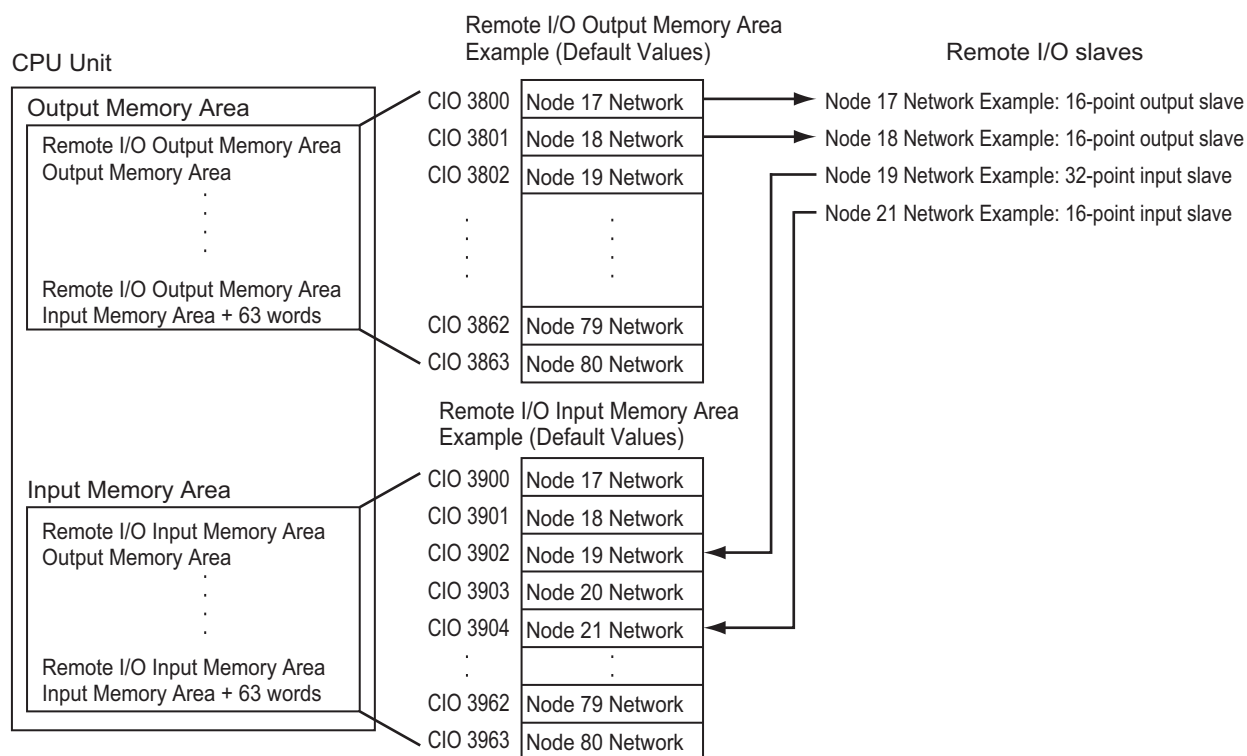 Remote I/O Output Memory Area
Example (Default Values)
Remote I/O slaves
CPU Unit
Output Memory Area
Remote I/O Output Memory Area
Output Memory Area
Remote I/O Output Memory Area
Input Memory Area + 63 words
CIO 3800 Node 17 Network
CIO 3801 Node 18 Network
CIO 3802 Node 19 Network
CIO 3862 Node 79 Network
CIO 3863 Node 80 Network
Node 17 Network Example: 16-point output slave
Node 18 Network Example: 16-point output slave
Node 19 Network Example: 32-point input slave
Node 21 Network Example: 16-point input slave
Remote I/O Input Memory Area
Example (Default Values)
Input Memory Area
Remote I/O Input Memory Area
Output Memory Area
Remote I/O Input Memory Area
Input Memory Area + 63 words
CIO 3900 Node 17 Network
CIO 3901 Node 18 Network
CIO 3902 Node 19 Network
CIO 3903 Node 20 Network
CIO 3904 Node 21 Network
CIO 3962 Node 79 Network
CIO 3963 Node 80 Network